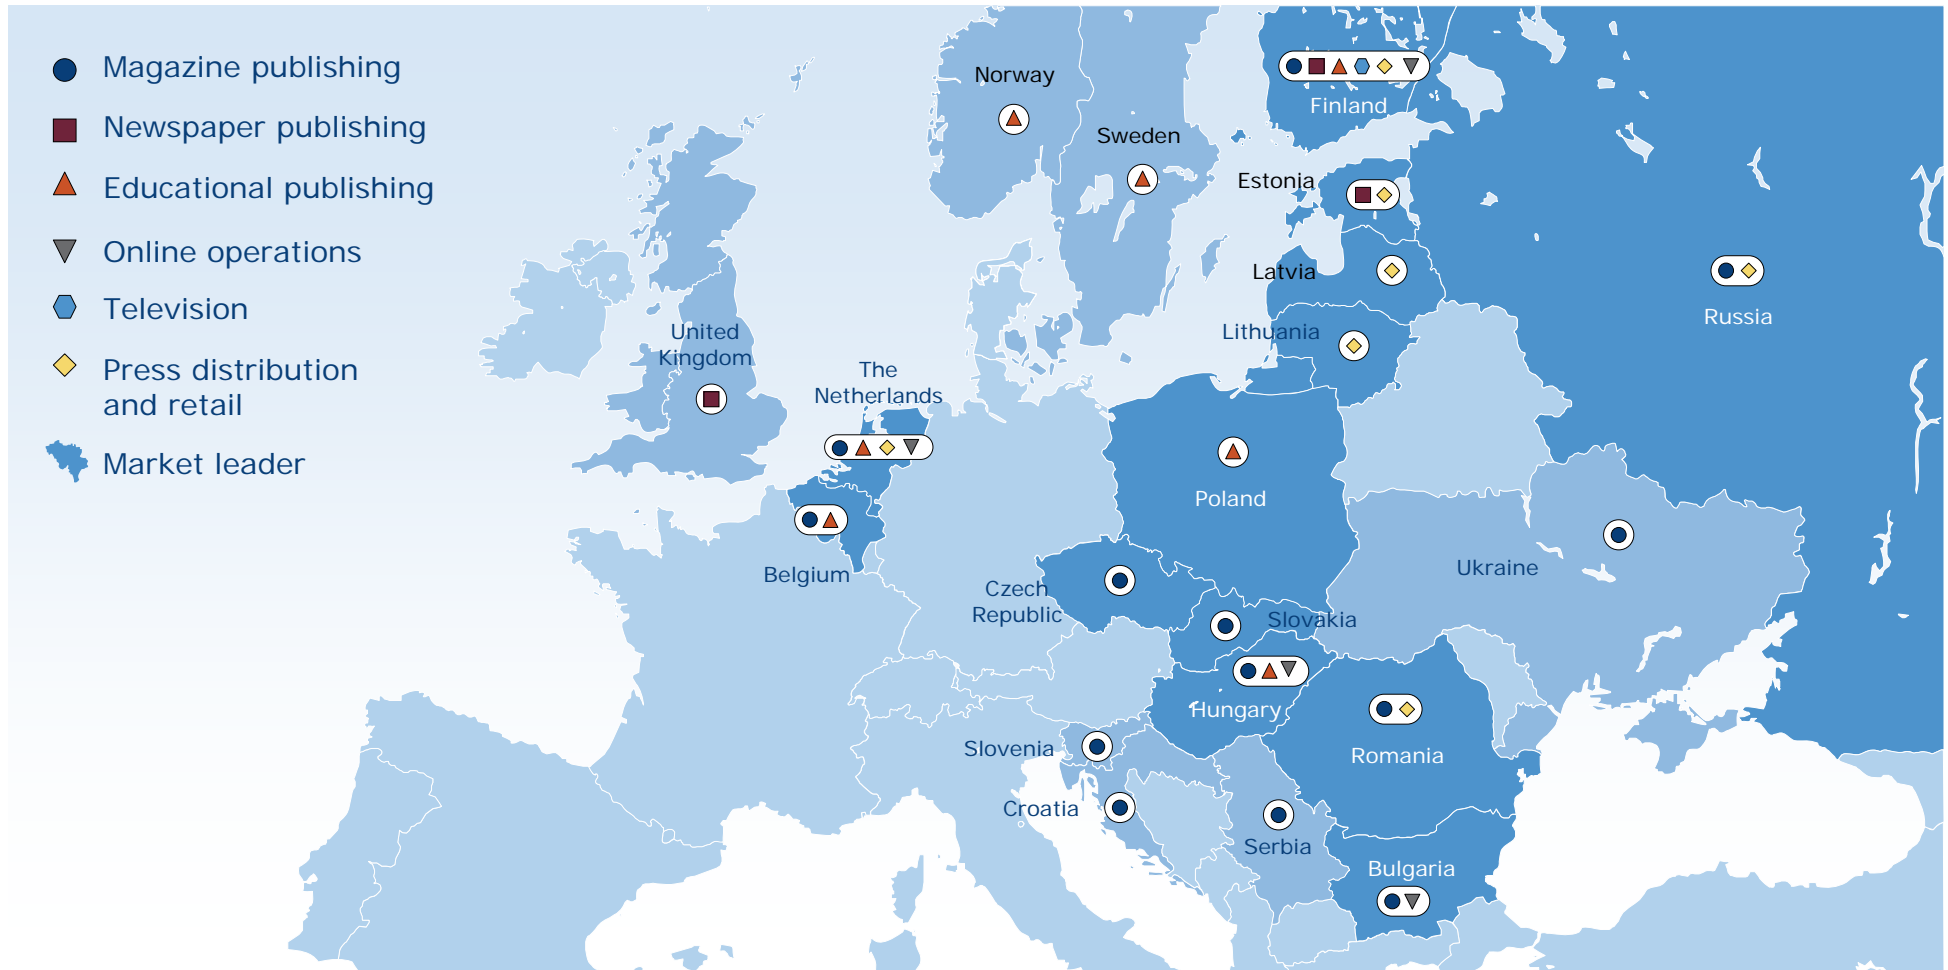 Magazine publishing
Newspaper publishing
Educational publishing
Online operations
Television
Press distribution
and retail
Market leader
Norway
Finland
Sweden
Estonia
Latvia
Russia
Lithuania
United
Kingdom
The
Netherlands
Poland
Belgium
Ukraine
Czech
Republic
Slovakia
Hungary
Slovenia
Romania
Croatia
Serbia
Bulgaria